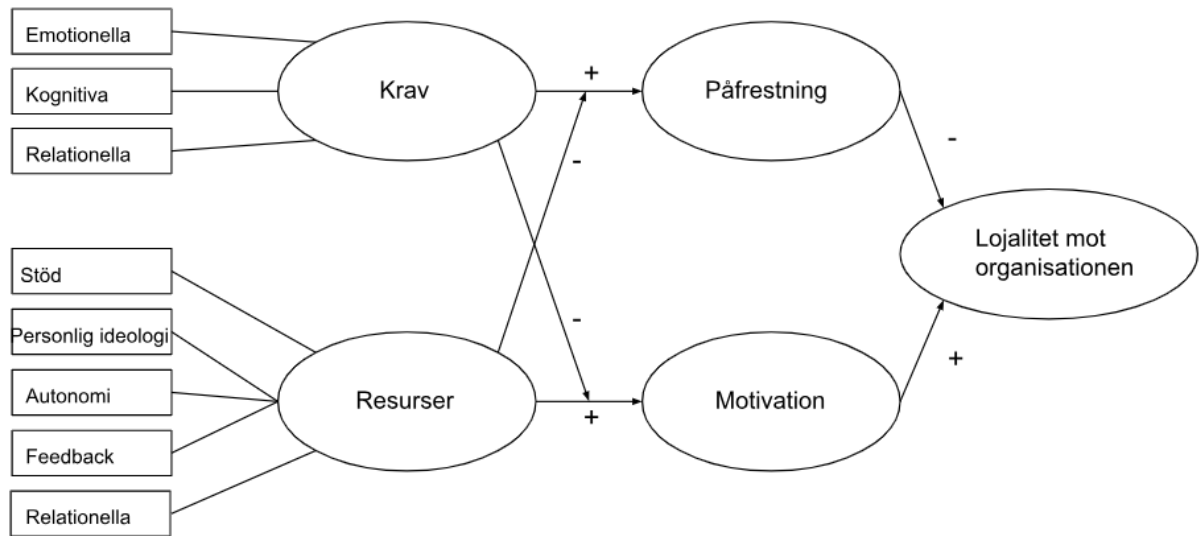 Emotionella
Kognitiva
Relationella
Krav
+
Påfrestning
-
-
Lojalitet mot
organisationen
Stöd
Personlig ideologi
Autonomi
Feedback
Relationella
Resurser
-
+
Motivation
+